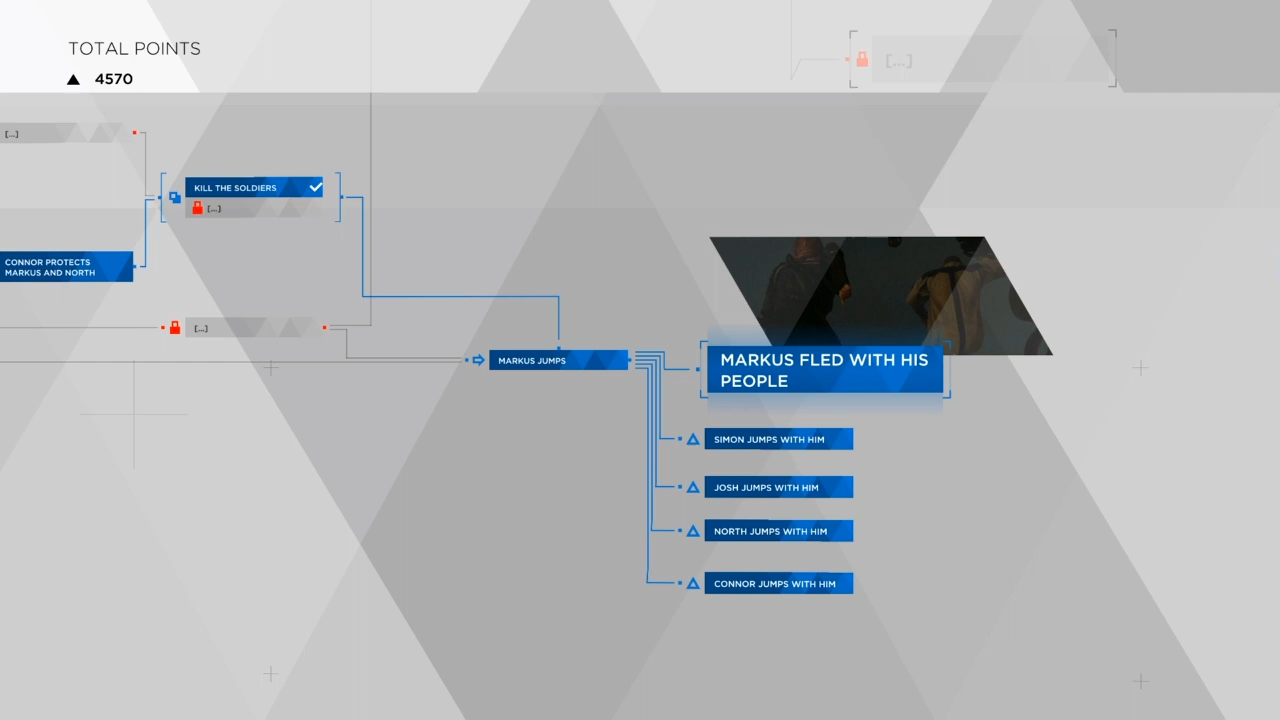 TOTAL POINTS
4570
[...]
[...]
KILL THE SOLDIERS
[...]
CONNOR PROTECTS
MARKUS AND NORTH
[...]
MARKUS JUMPS
MARKUS FLED WITH HIS
PEOPLE
SIMON JUMPS WITH HIM
JOSH JUMPS WITH HIM
NORTH JUMPS WITH HIM
CONNOR JUMPS WITH HIM